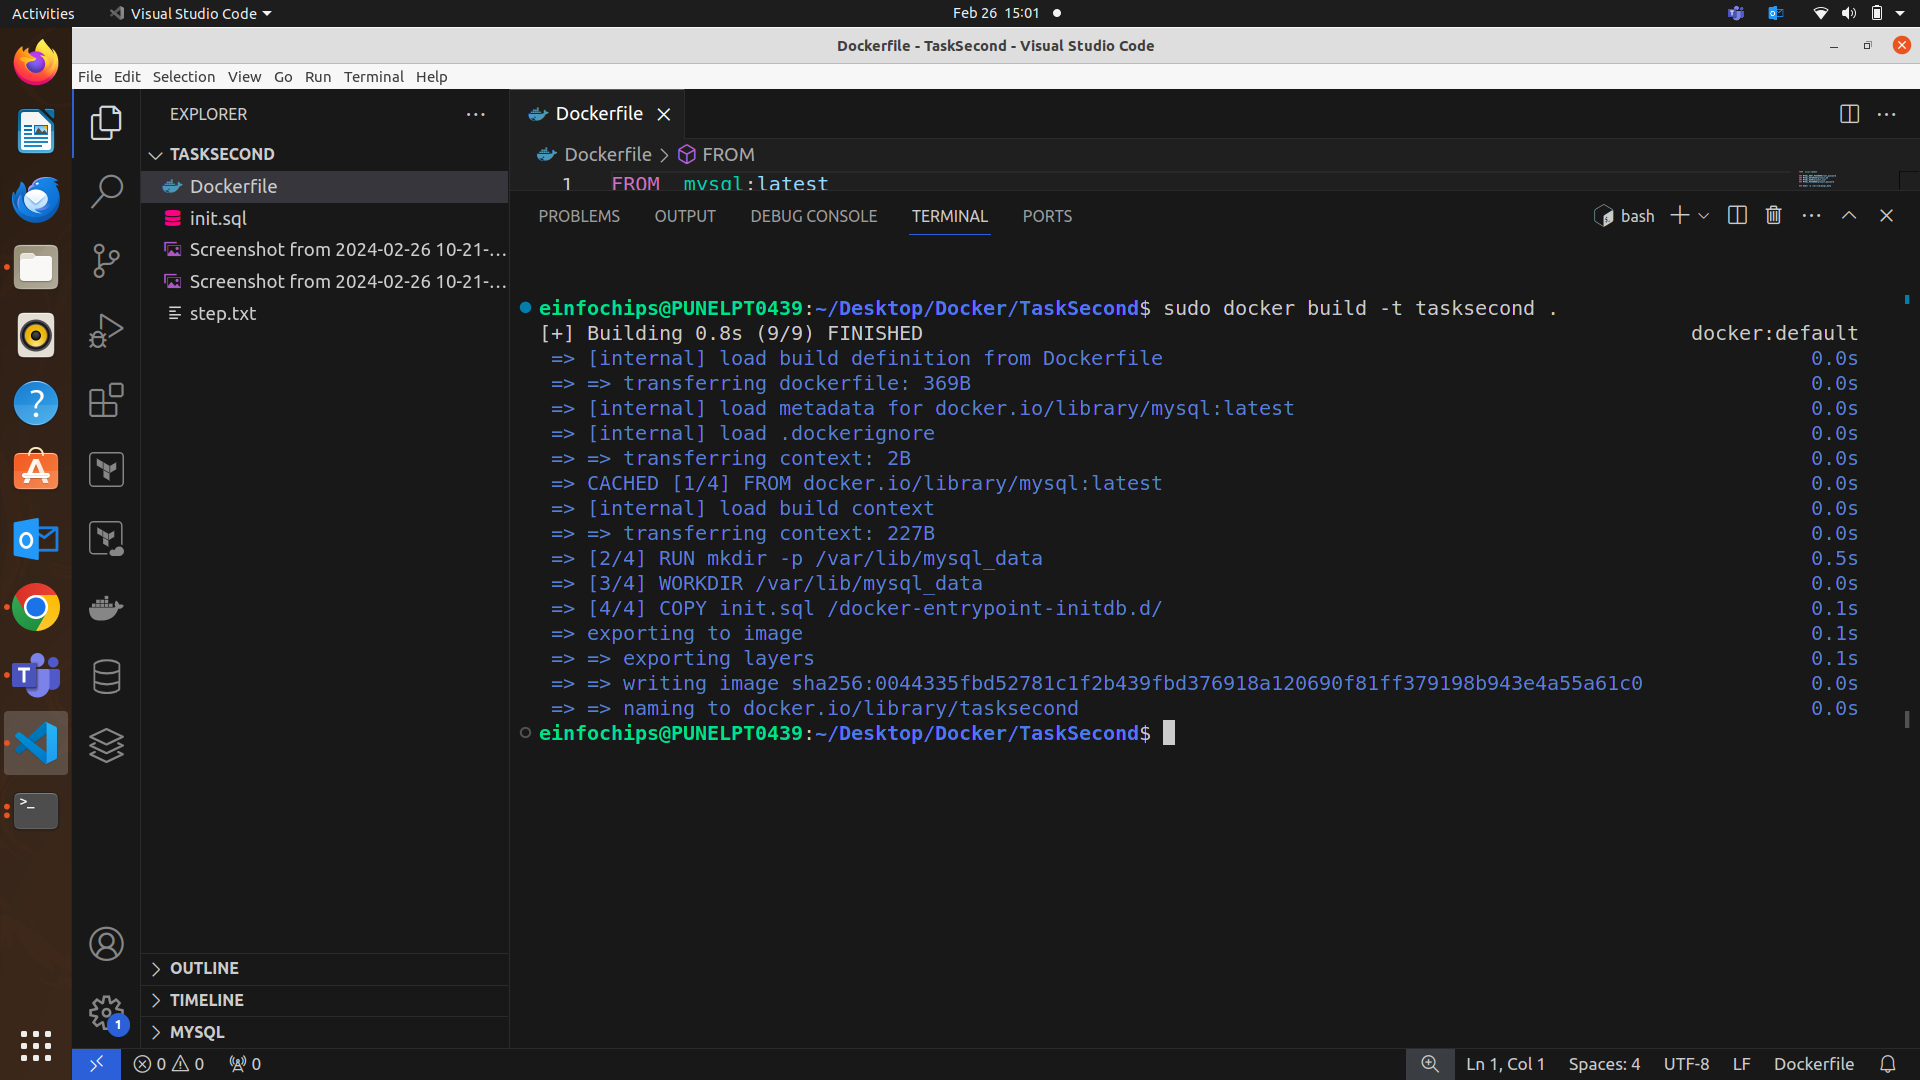 Activities
Visual Studio Code
Feb 26 15:01
Dockerfile - TaskSecond - Visual Studio Code
File Edit Selection View Go Run Terminal Help
EXPLORER
TASKSECOND
Dockerfile
init.sql
Screenshot from 2024-02-26 10-21-...
Screenshot from 2024-02-26 10-21-...
step.txt
OUTLINE
TIMELINE
MYSQL
1
Dockerfile
Dockerfile > FROM
1 FROM mysql:latest
PROBLEMS OUTPUT DEBUG CONSOLE TERMINAL PORTS
bash
einfochips@PUNELPT0439:~/Desktop/Docker/TaskSecond$ sudo docker build -t tasksecond .
[+] Building 0.8s (9/9) FINISHED docker:default
=> [internal] load build definition from Dockerfile 0.0s
=> => transferring dockerfile: 369B 0.0s
=> [internal] load metadata for docker.io/library/mysql:latest 0.0s
=> [internal] load .dockerignore 0.0s
=> => transferring context: 2B 0.0s
=> CACHED [1/4] FROM docker.io/library/mysql:latest 0.0s
=> [internal] load build context 0.0s
=> => transferring context: 227B 0.0s
=> [2/4] RUN mkdir -p /var/lib/mysql_data 0.5s
=> [3/4] WORKDIR /var/lib/mysql_data 0.0s
=> [4/4] COPY init.sql /docker-entrypoint-initdb.d/ 0.1s
=> exporting to image 0.1s
=> => exporting layers 0.1s
=> => writing image sha256:0044335fbd52781c1f2b439fbd376918a120690f81ff379198b943e4a55a61c0 0.0s
=> => naming to docker.io/library/tasksecond 0.0s
einfochips@PUNELPT0439:~/Desktop/Docker/TaskSecond$
0 0 0
Ln 1, Col 1 Spaces: 4 UTF-8 LF Dockerfile